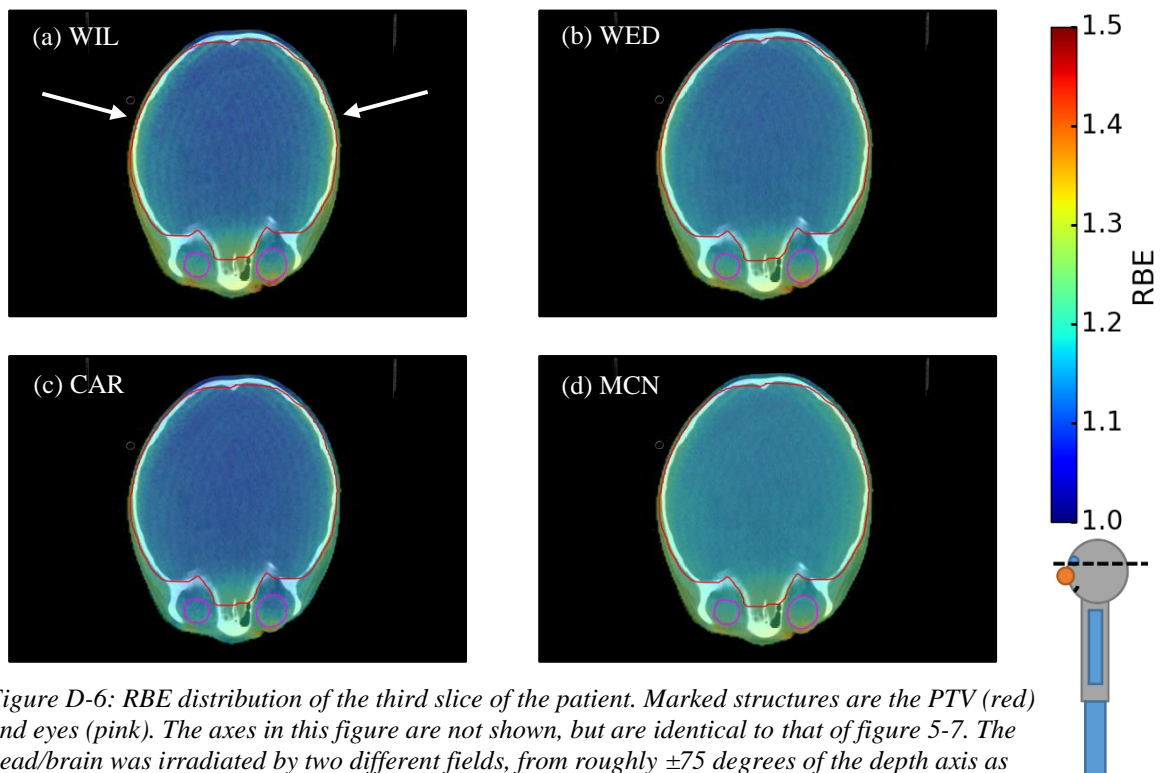 (a) WIL
(b) WED
(c) CAR
(d) MCN
1.5
1.4
1.3
1.2
1.1
1.0
RBE
igure D-6: RBE distribution of the third slice of the patient. Marked structures are the PTV (red)
nd eyes (pink). The axes in this figure are not shown, but are identical to that of figure 5-7. The
ead/brain was irradiated by two different fields, from roughly ±75 degrees of the depth axis as